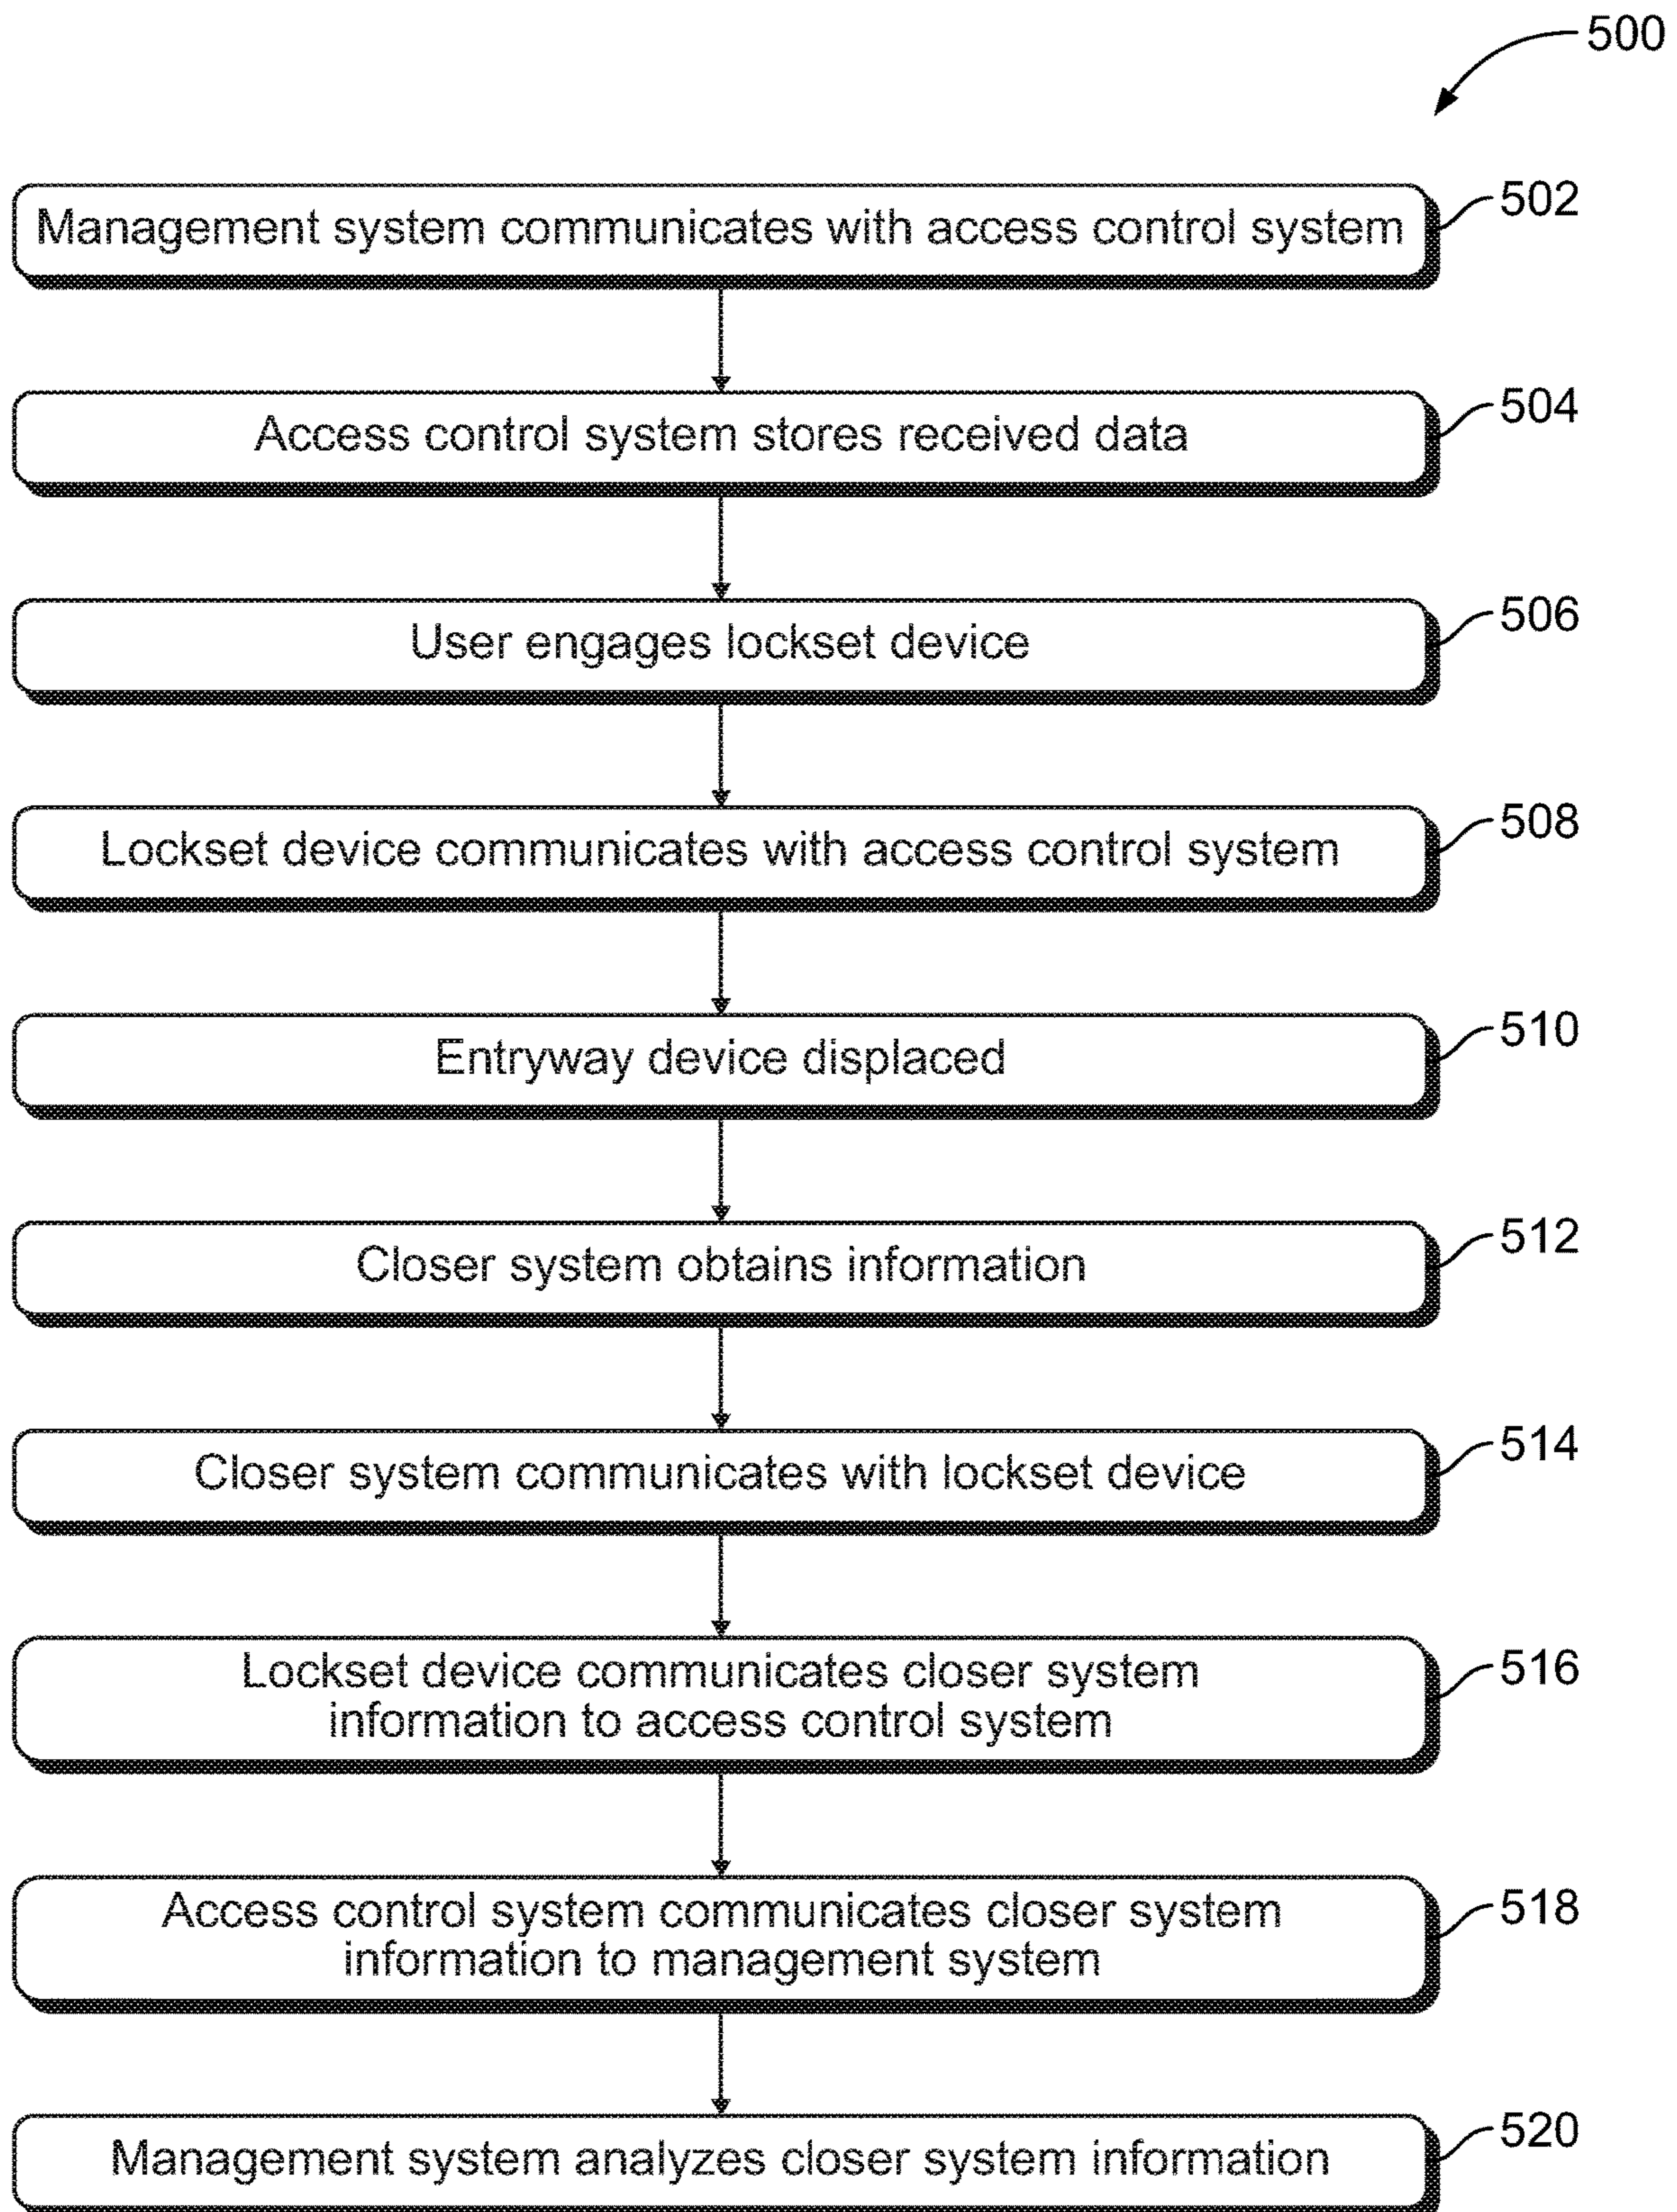 500
Management system communicates with access control system
502
Access control system stores received data
504
User engages lockset device
506
Lockset device communicates with access control system
508
Entryway device displaced
510
Closer system obtains information
512
Closer system communicates with lockset device
514
Lockset device communicates closer system
information to access control system
516
Access control system communicates closer system
information to management system
518
Management system analyzes closer system information
520